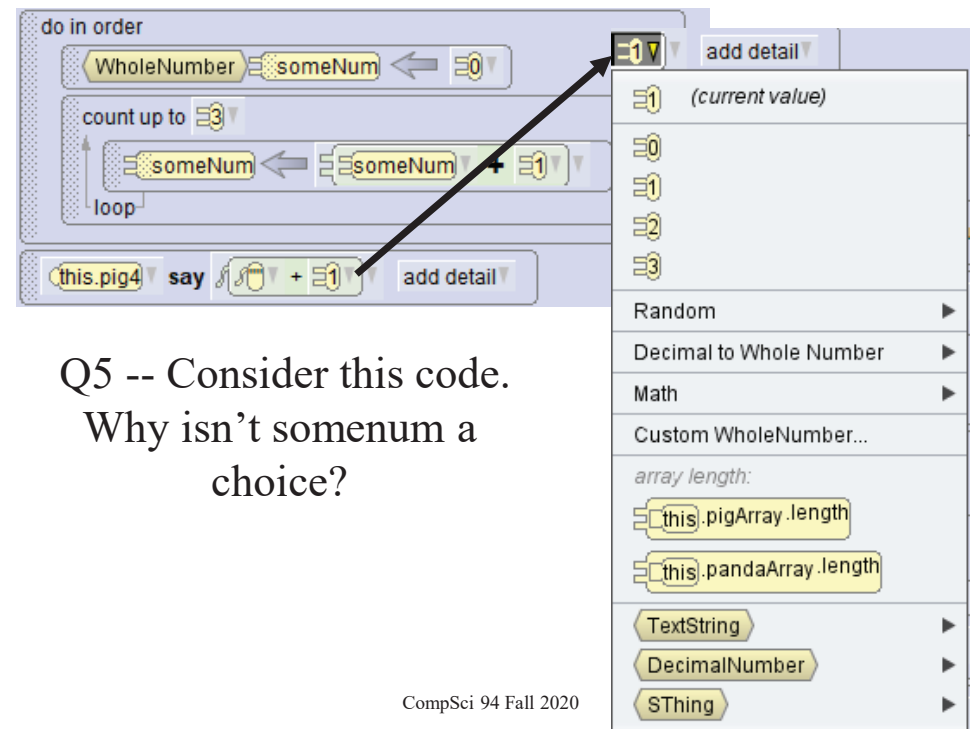 do in order
WholeNumber someNum 0
count up to 3
someNum someNum + 1
loop
this.pig4 say + 1 add detail
1 add detail
1 (current value)
0
1
2
3
Random
Decimal to Whole Number
Math
Custom WholeNumber...
array length:
this.pigArray.length
this.pandaArray.length
TextString
DecimalNumber
SThing
Q5 -- Consider this code.
Why isn’t somenum a
choice?
CompSci 94 Fall 2020